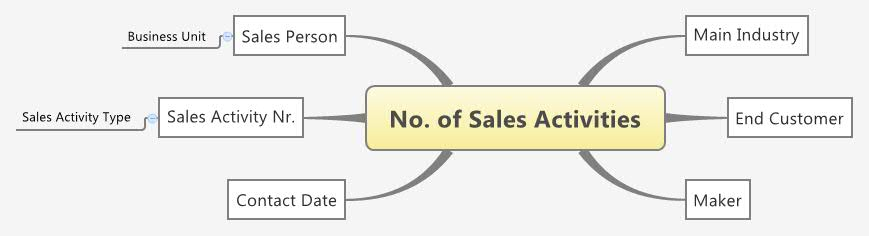 Business Unit
Sales Person
Main Industry
Sales Activity Type
Sales Activity Nr.
No. of Sales Activities
End Customer
Contact Date
Maker